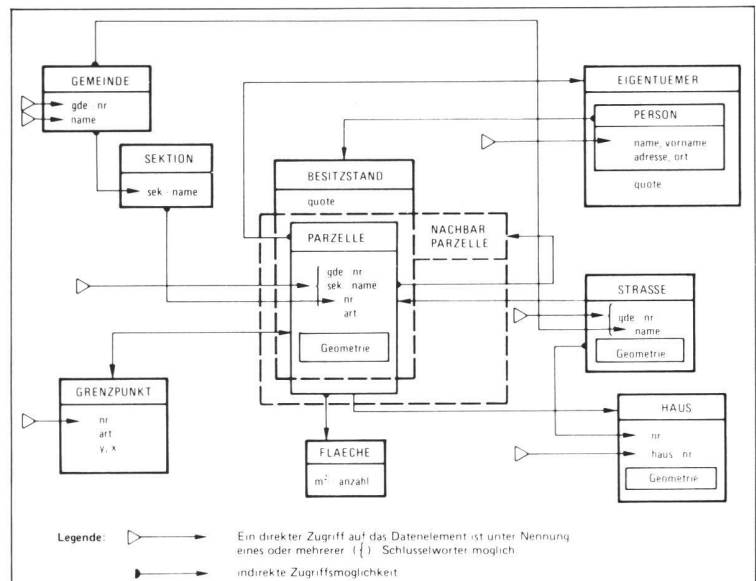 GEMEINDE
gde nr
name
SEKTION
sek - name
BESITZSTAND
quote
PARZELLE
gde nr
sek name
nr
art
Geometrie
NACHBAR
PARZELLE
EIGENTUEMER
PERSON
name, vorname
adresse, ort
quote
STRASSE
gde nr
name
Geometrie
GRENZPUNKT
nr
art
y, x
FLAECHE
m² anzahl
HAUS
nr
haus nr
Geometrie
Legende: Ein direkter Zugriff auf das Datenelement ist unter Nennung
eines oder mehrerer ({) Schlusselworter moglich.
indirekte Zugriffsmoglichkeit